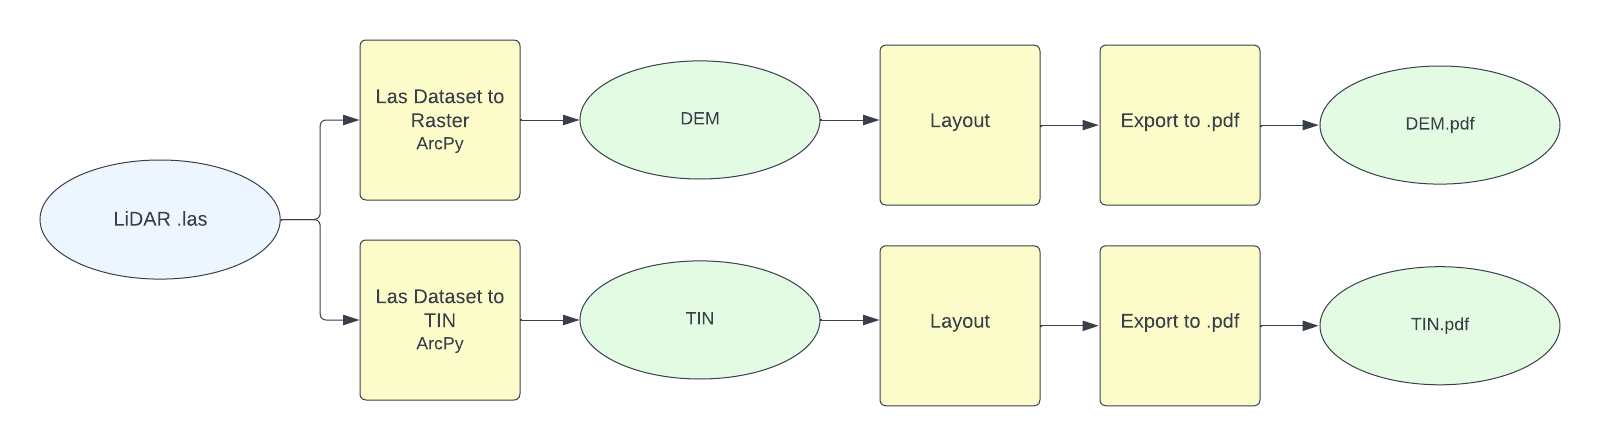 LiDAR .las
Las Dataset to
Raster
ArcPy
DEM
Layout
Export to .pdf
DEM.pdf
Las Dataset to
TIN
ArcPy
TIN
Layout
Export to .pdf
TIN.pdf